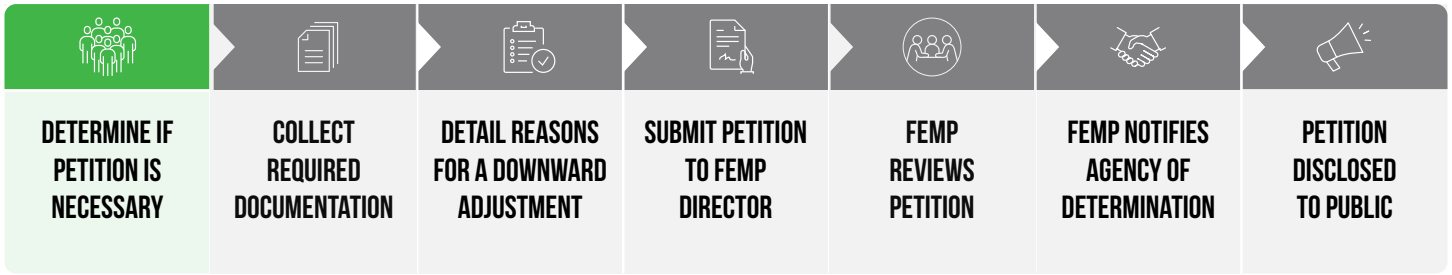 DETERMINE IF
PETITION IS
NECESSARY
COLLECT
REQUIRED
DOCUMENTATION
DETAIL REASONS
FOR A DOWNWARD
ADJUSTMENT
SUBMIT PETITION
TO FEMP
DIRECTOR
FEMP
REVIEWS
PETITION
FEMP NOTIFIES
AGENCY OF
DETERMINATION
PETITION
DISCLOSED
TO PUBLIC